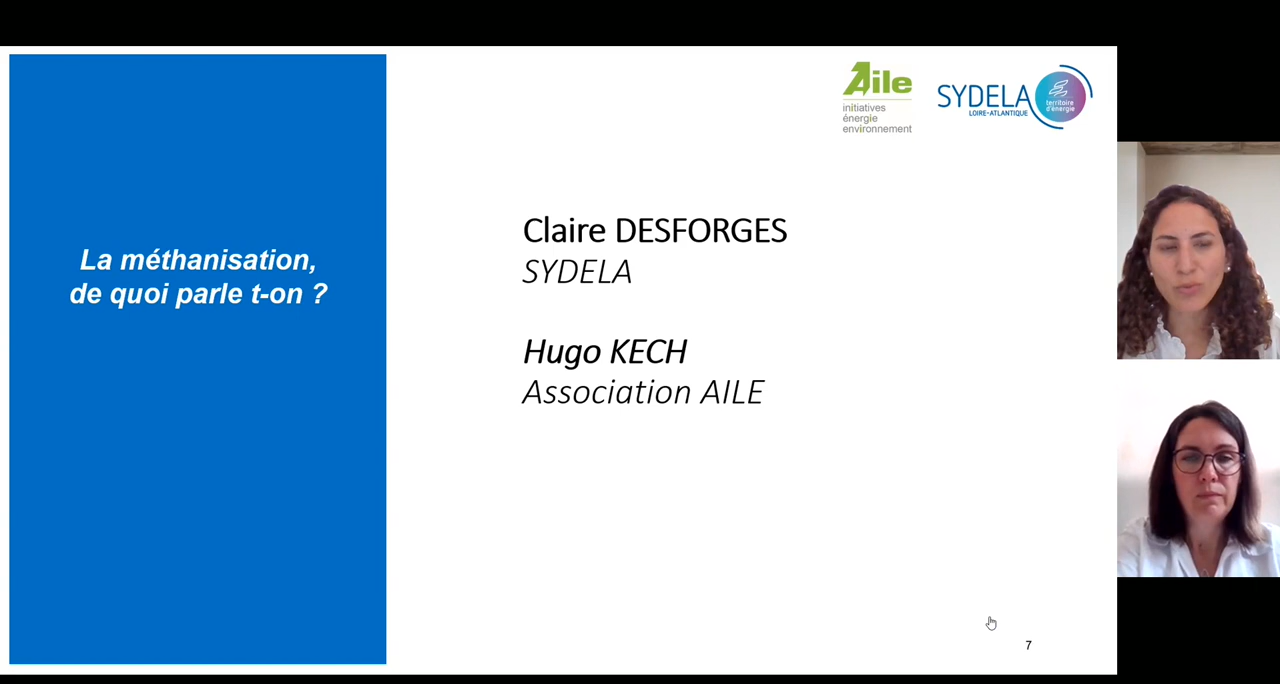 La méthanisation,
de quoi parle t-on ?
Aile
initiatives
énergie
environnement
SYDELA
LOIRE-ATLANTIQUE
territoire
d'énergie
Claire DESFORGES
SYDELA
Hugo KECH
Association AILE
7